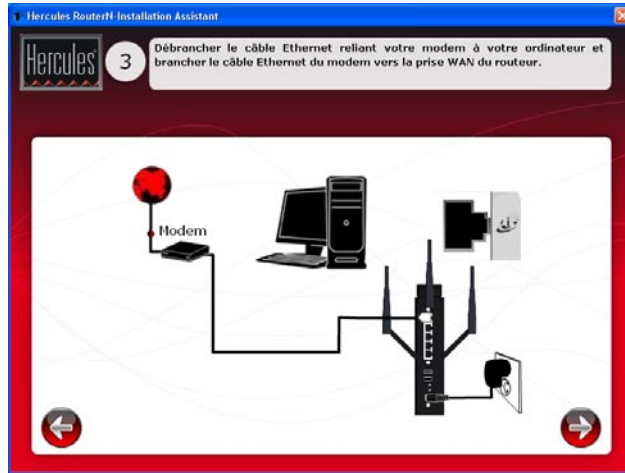 Hercules RouterN-Installation Assistant
Hercules
3
Débrancher le câble Ethernet reliant votre modem à votre ordinateur et
brancher le câble Ethernet du modem vers la prise WAN du routeur.
Modem